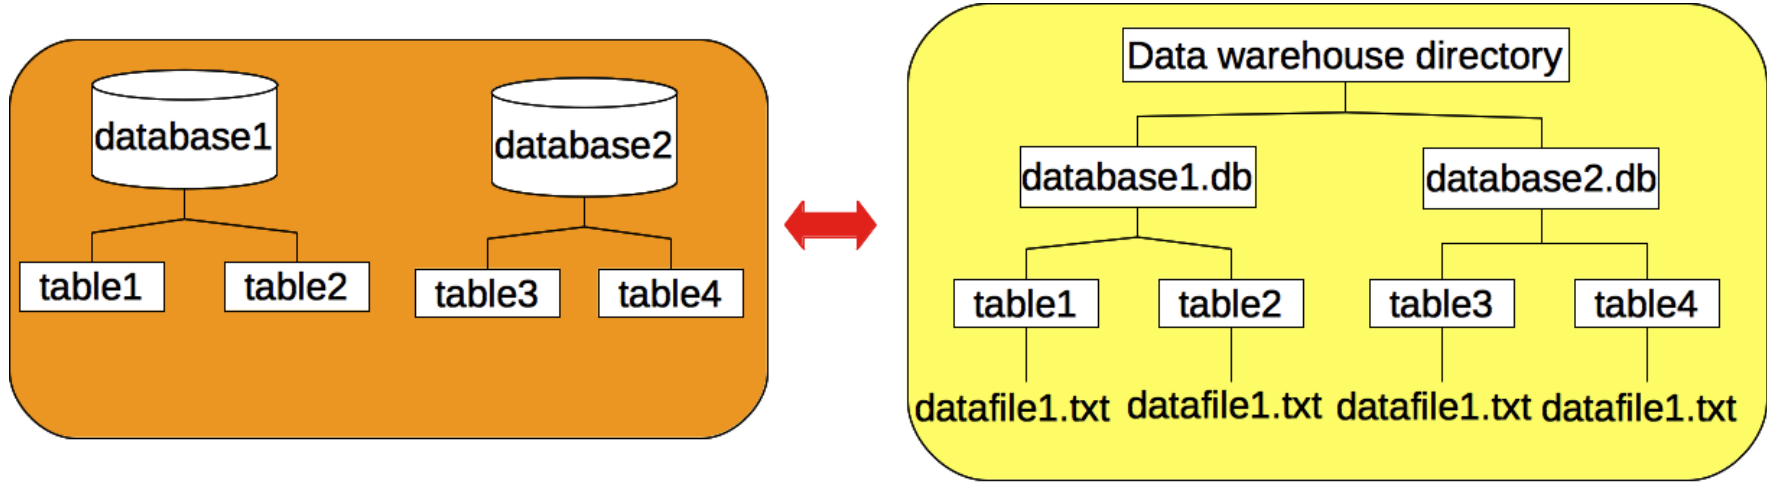 database1
database2
table1
table2
table3
table4
Data warehouse directory
database1.db
database2.db
table1
table2
table3
table4
datafile1.txt
datafile1.txt
datafile1.txt
datafile1.txt